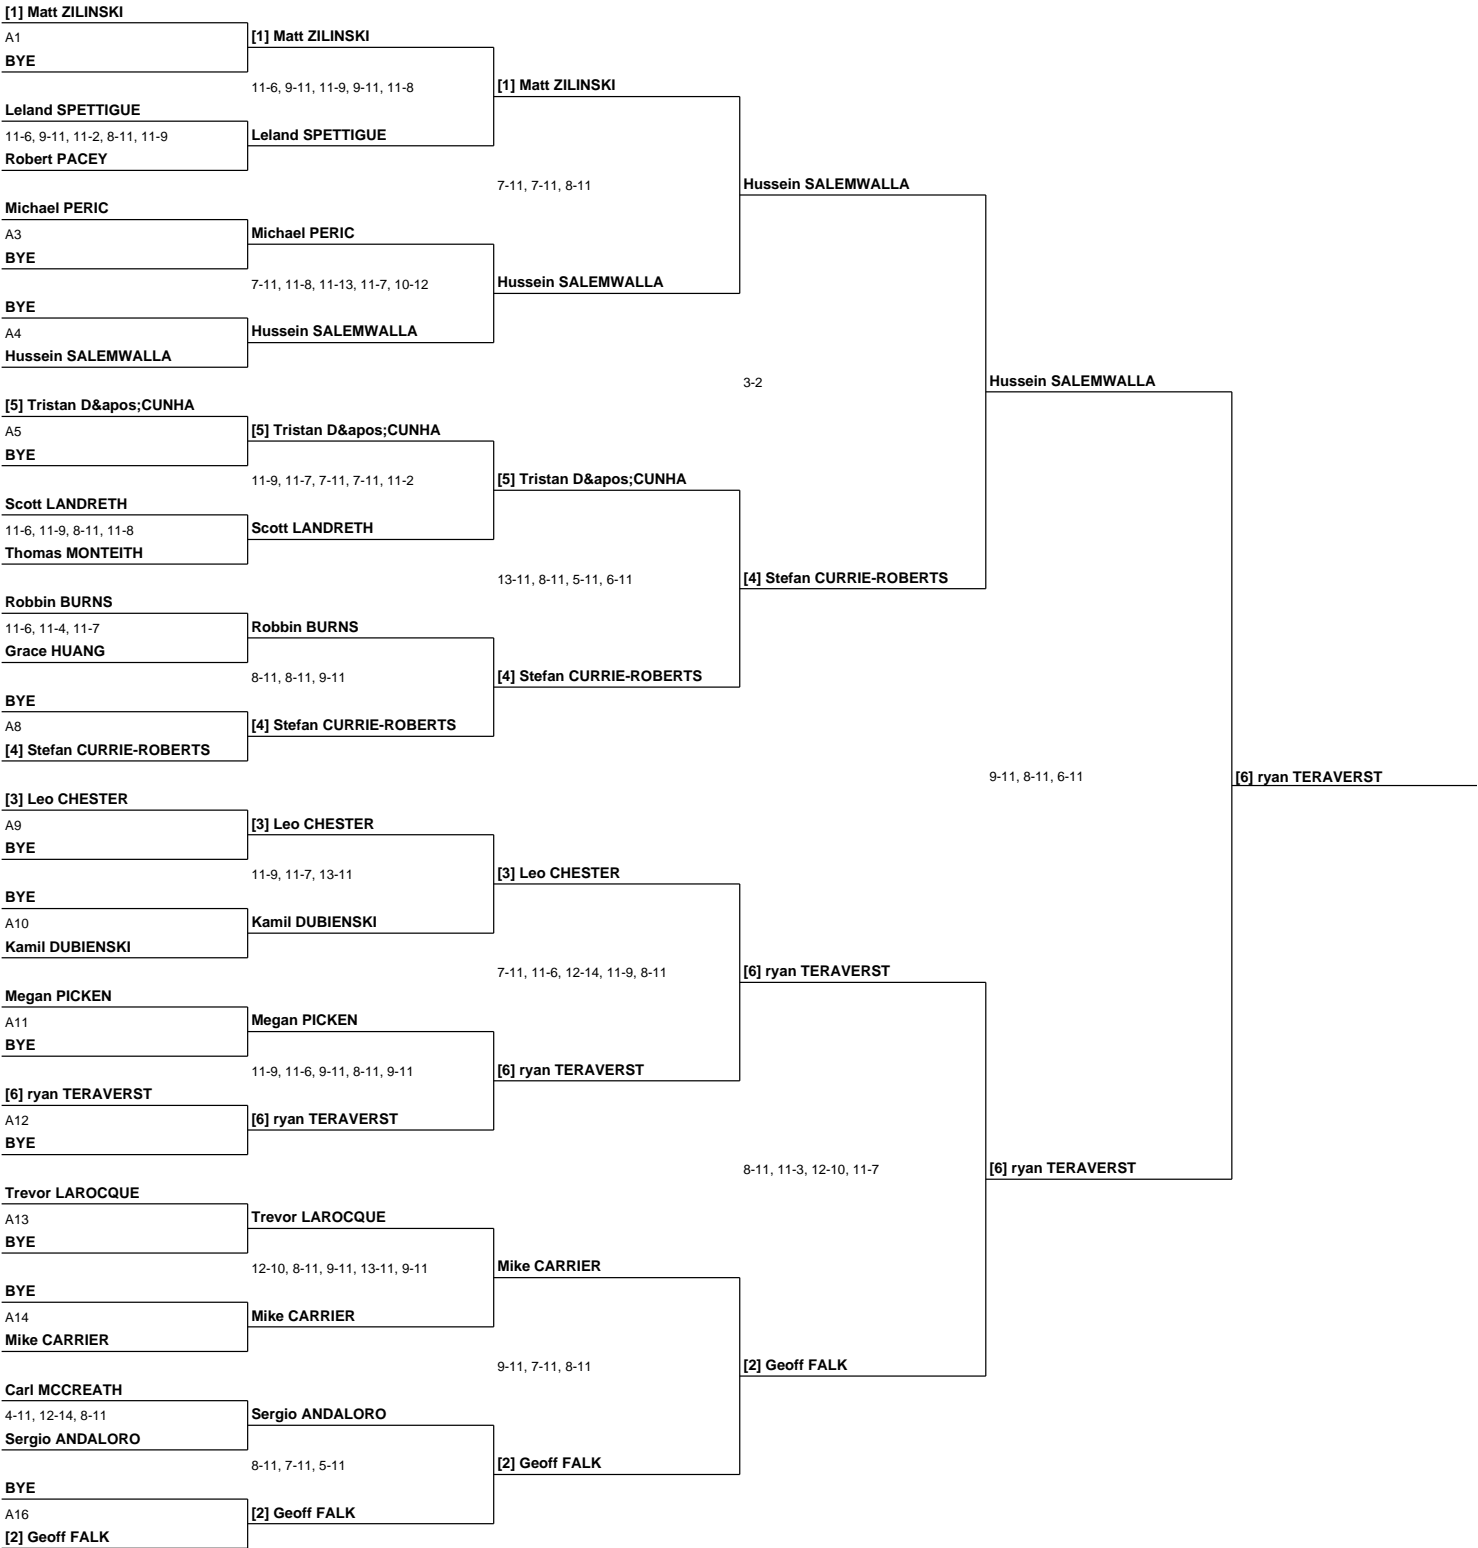 [1] Matt ZILINSKI
A1
BYE
Leland SPETTIGUE
11-6, 9-11, 11-2, 8-11, 11-9
Robert PACEY
Michael PERIC
A3
BYE
BYE
A4
Hussein SALEMWALLA
[5] Tristan D&apos;CUNHA
A5
BYE
Scott LANDRETH
11-6, 11-9, 8-11, 11-8
Thomas MONTEITH
Robbin BURNS
11-6, 11-4, 11-7
Grace HUANG
BYE
A8
[4] Stefan CURRIE-ROBERTS
[3] Leo CHESTER
A9
BYE
BYE
A10
Kamil DUBIENSKI
Megan PICKEN
A11
BYE
[6] ryan TERAVERST
A12
BYE
Trevor LAROCQUE
A13
BYE
BYE
A14
Mike CARRIER
Carl MCCREATH
4-11, 12-14, 8-11
Sergio ANDALORO
BYE
A16
[2] Geoff FALK
[1] Matt ZILINSKI
11-6, 9-11, 11-9, 9-11, 11-8
Leland SPETTIGUE
Michael PERIC
7-11, 11-8, 11-13, 11-7, 10-12
Hussein SALEMWALLA
[5] Tristan D&apos;CUNHA
11-9, 11-7, 7-11, 7-11, 11-2
Scott LANDRETH
Robbin BURNS
8-11, 8-11, 9-11
[4] Stefan CURRIE-ROBERTS
[3] Leo CHESTER
11-9, 11-7, 13-11
Kamil DUBIENSKI
Megan PICKEN
11-9, 11-6, 9-11, 8-11, 9-11
[6] ryan TERAVERST
Trevor LAROCQUE
12-10, 8-11, 9-11, 13-11, 9-11
Mike CARRIER
Sergio ANDALORO
8-11, 7-11, 5-11
[2] Geoff FALK
[1] Matt ZILINSKI
7-11, 7-11, 8-11
Hussein SALEMWALLA
[5] Tristan D&apos;CUNHA
13-11, 8-11, 5-11, 6-11
[4] Stefan CURRIE-ROBERTS
[3] Leo CHESTER
7-11, 11-6, 12-14, 11-9, 8-11
[6] ryan TERAVERST
Mike CARRIER
9-11, 7-11, 8-11
[2] Geoff FALK
Hussein SALEMWALLA
3-2
[4] Stefan CURRIE-ROBERTS
[6] ryan TERAVERST
8-11, 11-3, 12-10, 11-7
[2] Geoff FALK
Hussein SALEMWALLA
9-11, 8-11, 6-11
[6] ryan TERAVERST
[6] ryan TERAVERST